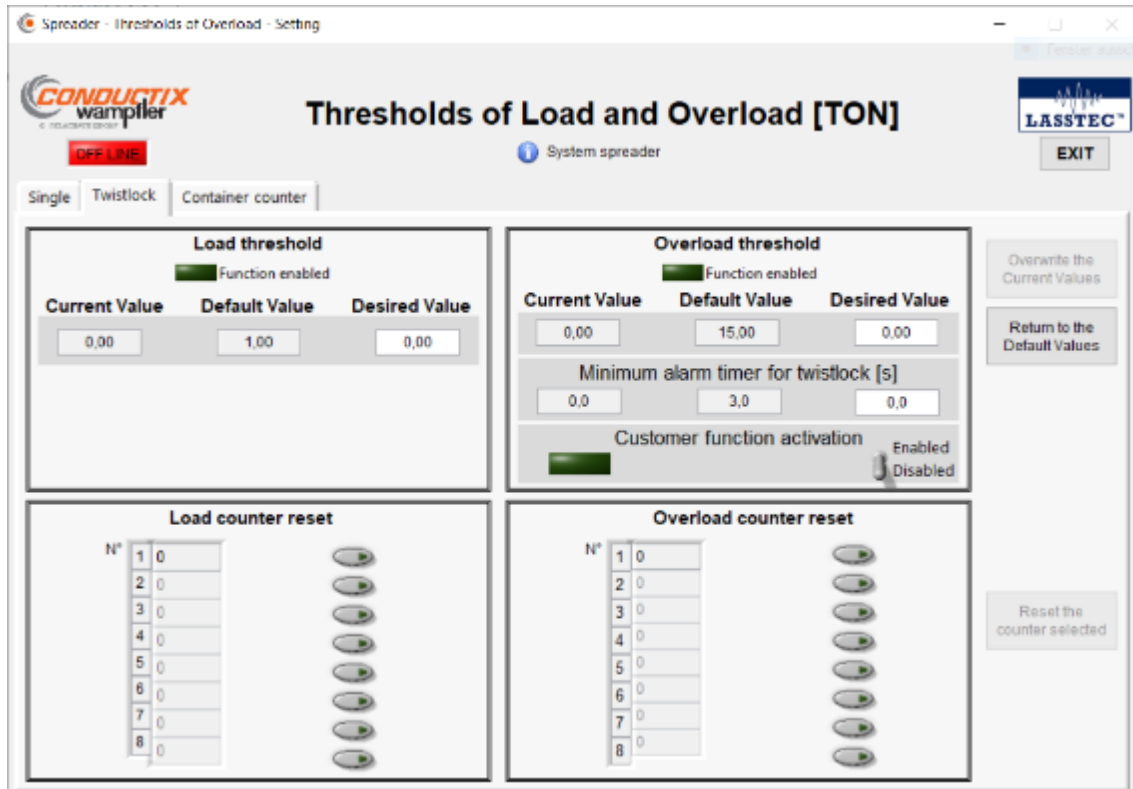 Spreader - Thresholds of Overload - Setting
CONDUCTIX
wampfler
LASSTEC™
Thresholds of Load and Overload [TON]
OFF LINE
System spreader
EXIT
Single Twistlock Container counter
Load threshold
Function enabled
Current Value Default Value Desired Value
0,00 1,00 0,00
Overload threshold
Function enabled
Current Value Default Value Desired Value
0,00 15,00 0,00
Minimum alarm timer for twistlock [s]
0,0 3,0 0,0
Customer function activation
Enabled
Disabled
Overwrite the
Current Values
Return to the
Default Values
Load counter reset
N°
1 0
2 0
3 0
4 0
5 0
6 0
7 0
8 0
Overload counter reset
N°
1 0
2 0
3 0
4 0
5 0
6 0
7 0
8 0
Reset the
counter selected